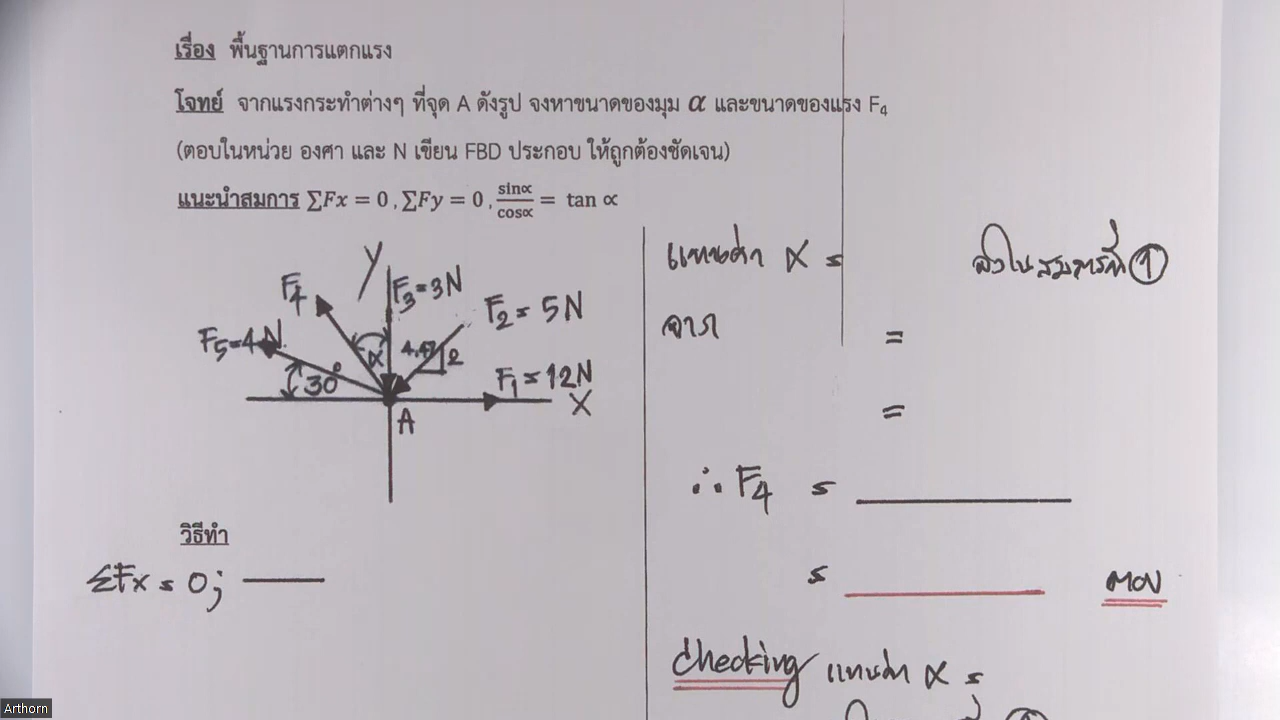 เรื่อง พื้นฐานการแตกแรง
โจทย์ จากแรงกระทำต่างๆ ที่จุด A ดังรูป จงหาขนาดของมุม α และขนาดของแรง F₄
(ตอบในหน่วย องศา และ N เขียน FBD ประกอบ ให้ถูกต้องชัดเจน)
แนะนำสมการ ∑Fx = 0 , ∑Fy = 0 , sin∝/cos∝ = tan ∝
Y
F₄
F₃=3N
F₂= 5N
F₅=4N
α
2
30°
F₁=12N
X
A
วิธีทำ
ΣFx = 0;
แทนค่า α =
ลงในสมการที่ ①
จาก
=
=
∴ F₄ =
=
ตอบ
checking แทนค่า α =
Arthorn